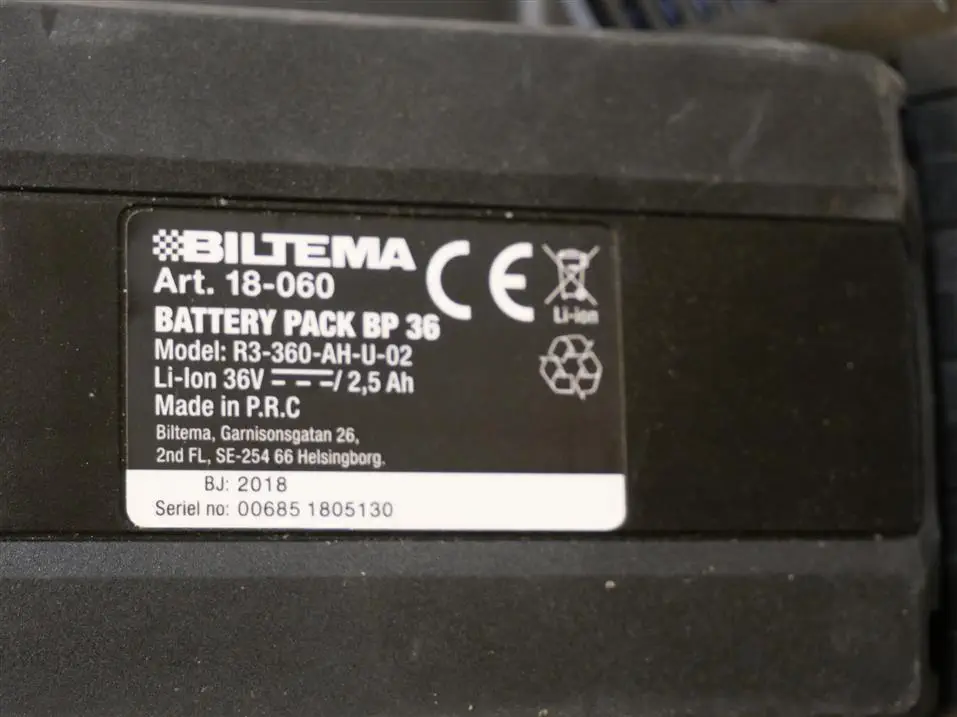 BILTEMA
Art. 18-060
CE
Li-ion
BATTERY PACK BP 36
Model: R3-360-AH-U-02
Li-Ion 36V ⎓/ 2,5 Ah
Made in P.R.C
Biltema, Garnisonsgatan 26,
2nd FL, SE-254 66 Helsingborg.
BJ: 2018
Seriel no: 00685 1805130